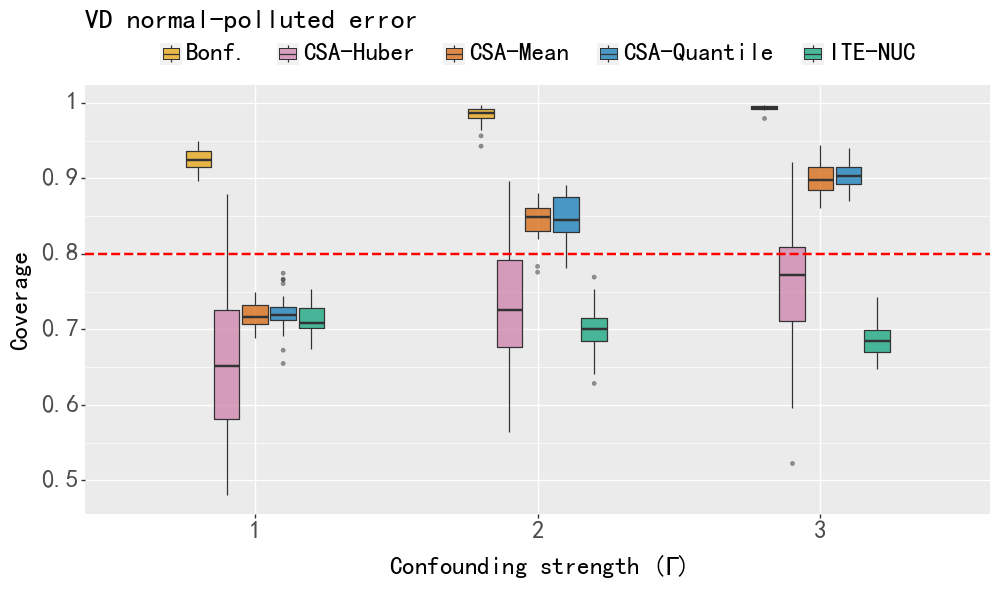 VD normal-polluted error
Bonf. CSA-Huber CSA-Mean CSA-Quantile ITE-NUC
1
0.9
0.8
0.7
0.6
0.5
Coverage
1 2 3
Confounding strength (Γ)